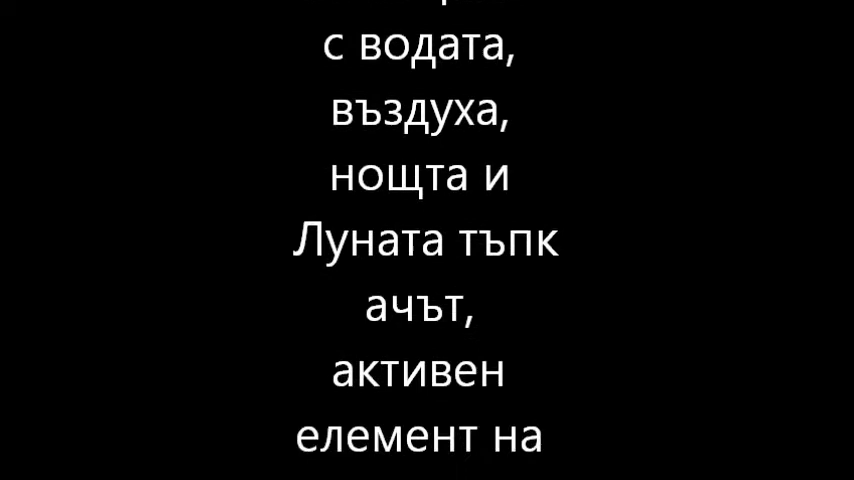 с водата,
въздуха,
нощта и
Луната тъпк
ачът,
активен
елемент на